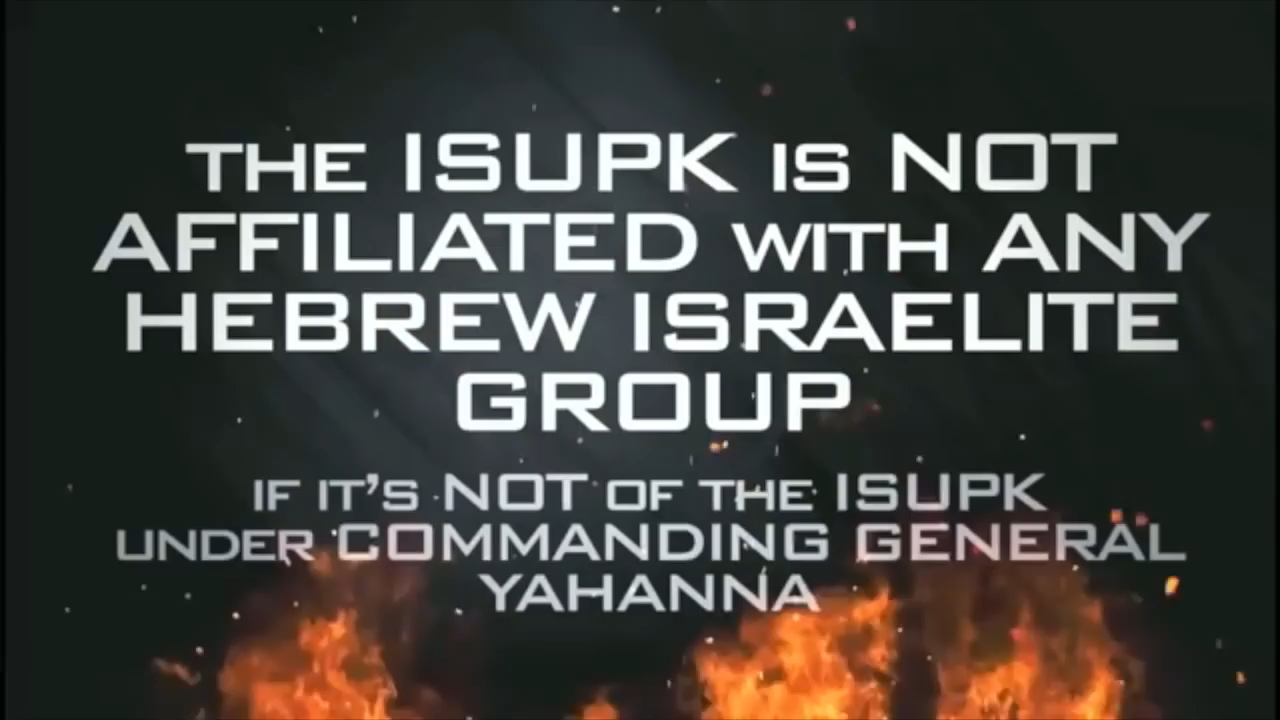 THE ISUPK IS NOT
AFFILIATED WITH ANY
HEBREW ISRAELITE
GROUP
IF IT'S NOT OF THE ISUPK
UNDER COMMANDING GENERAL
YAHANNA